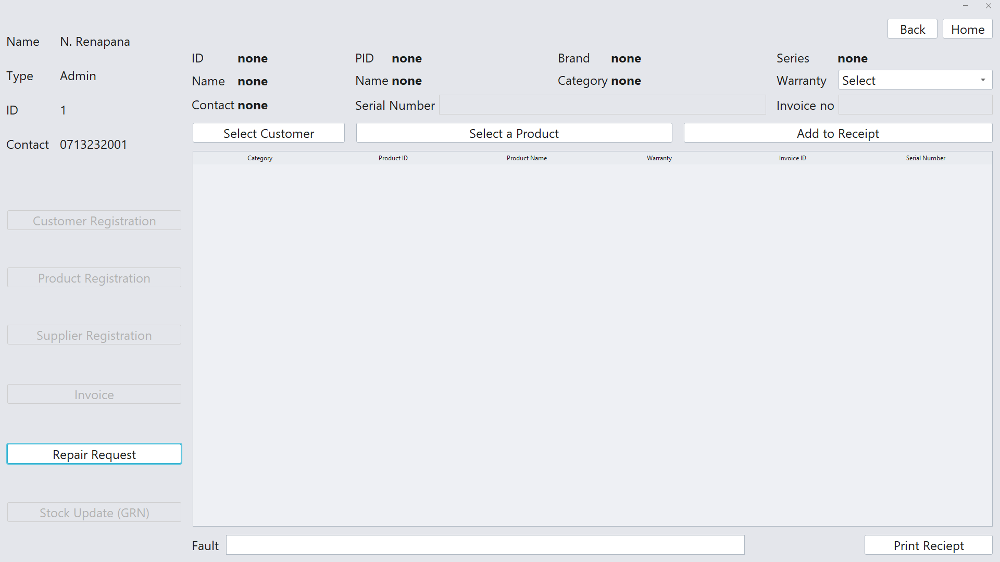 Back Home
Name N. Renapana
Type Admin
ID 1
Contact 0713232001
Customer Registration
Product Registration
Supplier Registration
Invoice
Repair Request
Stock Update (GRN)
ID none PID none Brand none Series none
Name none Name none Category none Warranty Select
Contact none Serial Number Invoice no
Select Customer Select a Product Add to Receipt
Category Product ID Product Name Warranty Invoice ID Serial Number
Fault Print Reciept